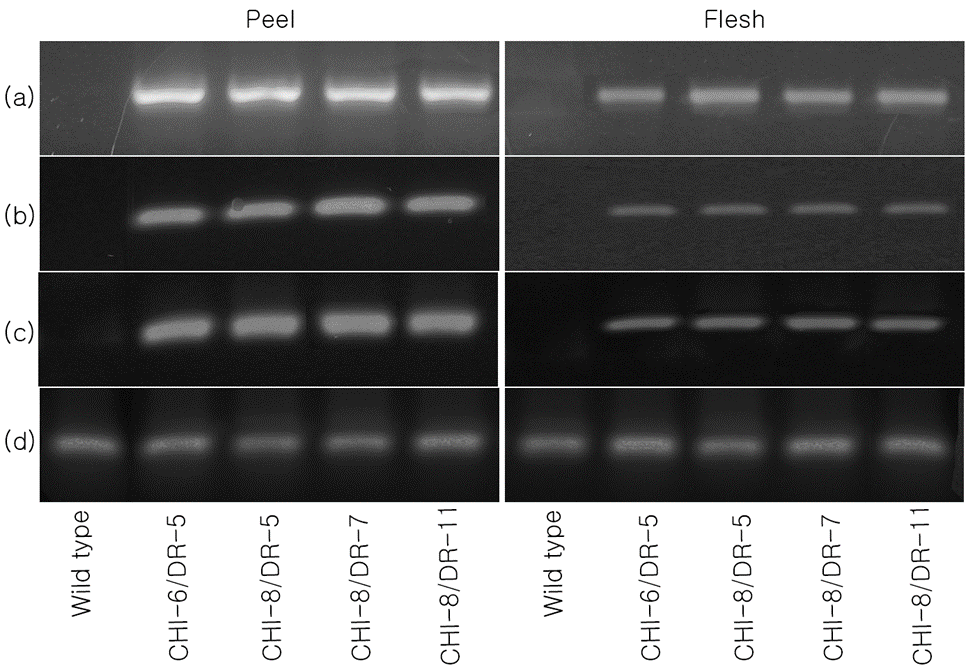 Peel Flesh
(a)
(b)
(c)
(d)
Wild type
CHI-6/DR-5
CHI-8/DR-5
CHI-8/DR-7
CHI-8/DR-11
Wild type
CHI-6/DR-5
CHI-8/DR-5
CHI-8/DR-7
CHI-8/DR-11